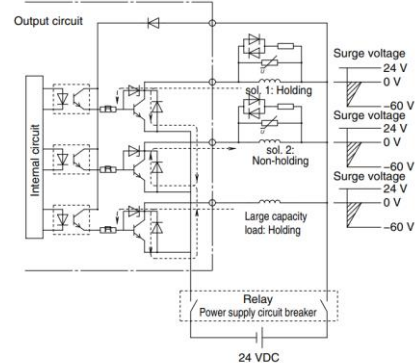 Output circuit
Internal circuit
sol. 1: Holding
sol. 2:
Non-holding
Large capacity
load: Holding
Surge voltage
24 V
0 V
−60 V
Surge voltage
24 V
0 V
−60 V
Surge voltage
24 V
0 V
−60 V
Relay
Power supply circuit breaker
24 VDC